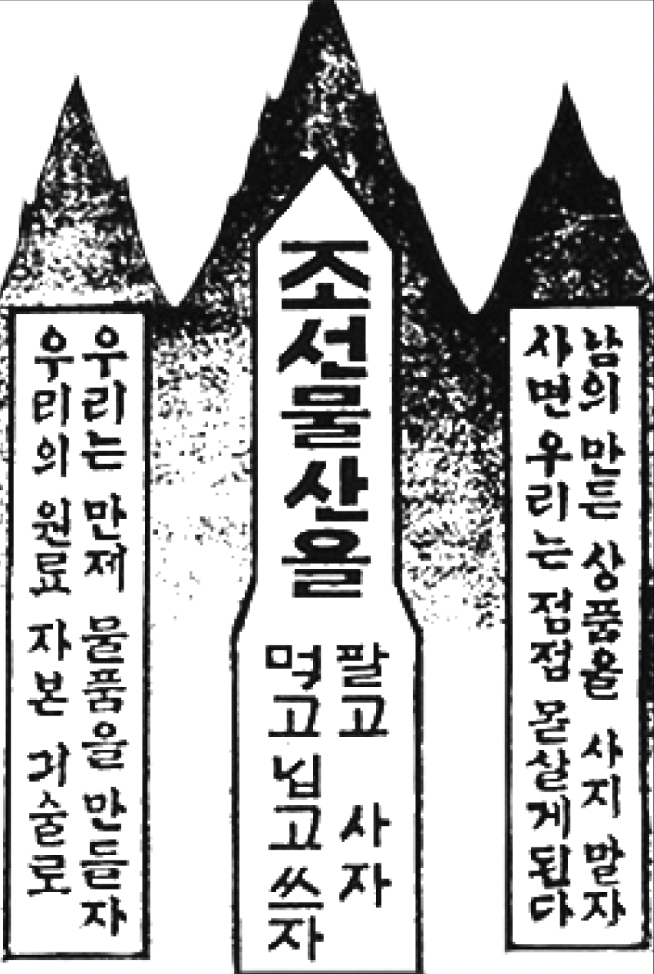 남의 만든 상품을 사지 말자
사면 우리는 점점 못살게 된다
조선물산을
팔고 사자
먹고 닙고 쓰자
우리는 만제 물품을 만들자
우리의 원료 자본 긔술로